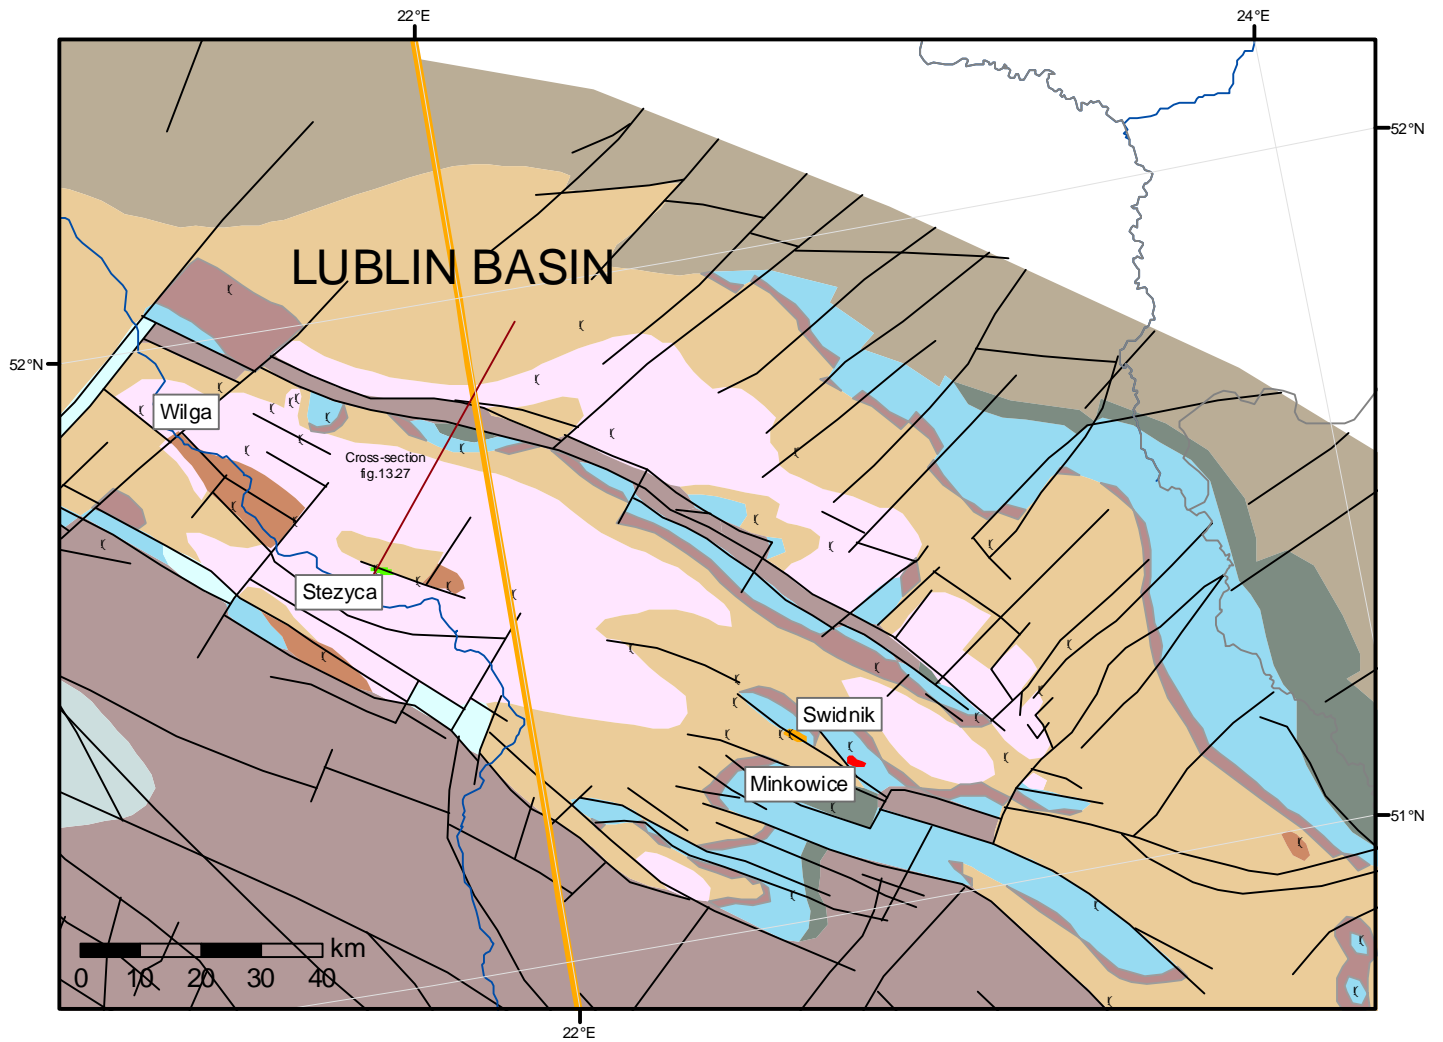 22°E
24°E
52°N
LUBLIN BASIN
52°N
Wilga
Cross-section
fig.13.27
Stezyca
Swidnik
Minkowice
51°N
km
0 10 20 30 40
22°E